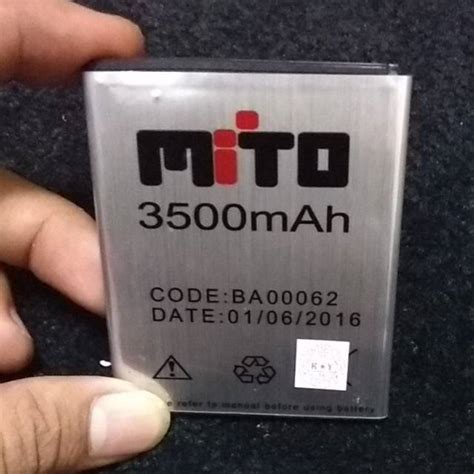 MiTO
3500mAh
CODE:BA00062
DATE:01/06/2016
refer to manual before using battery